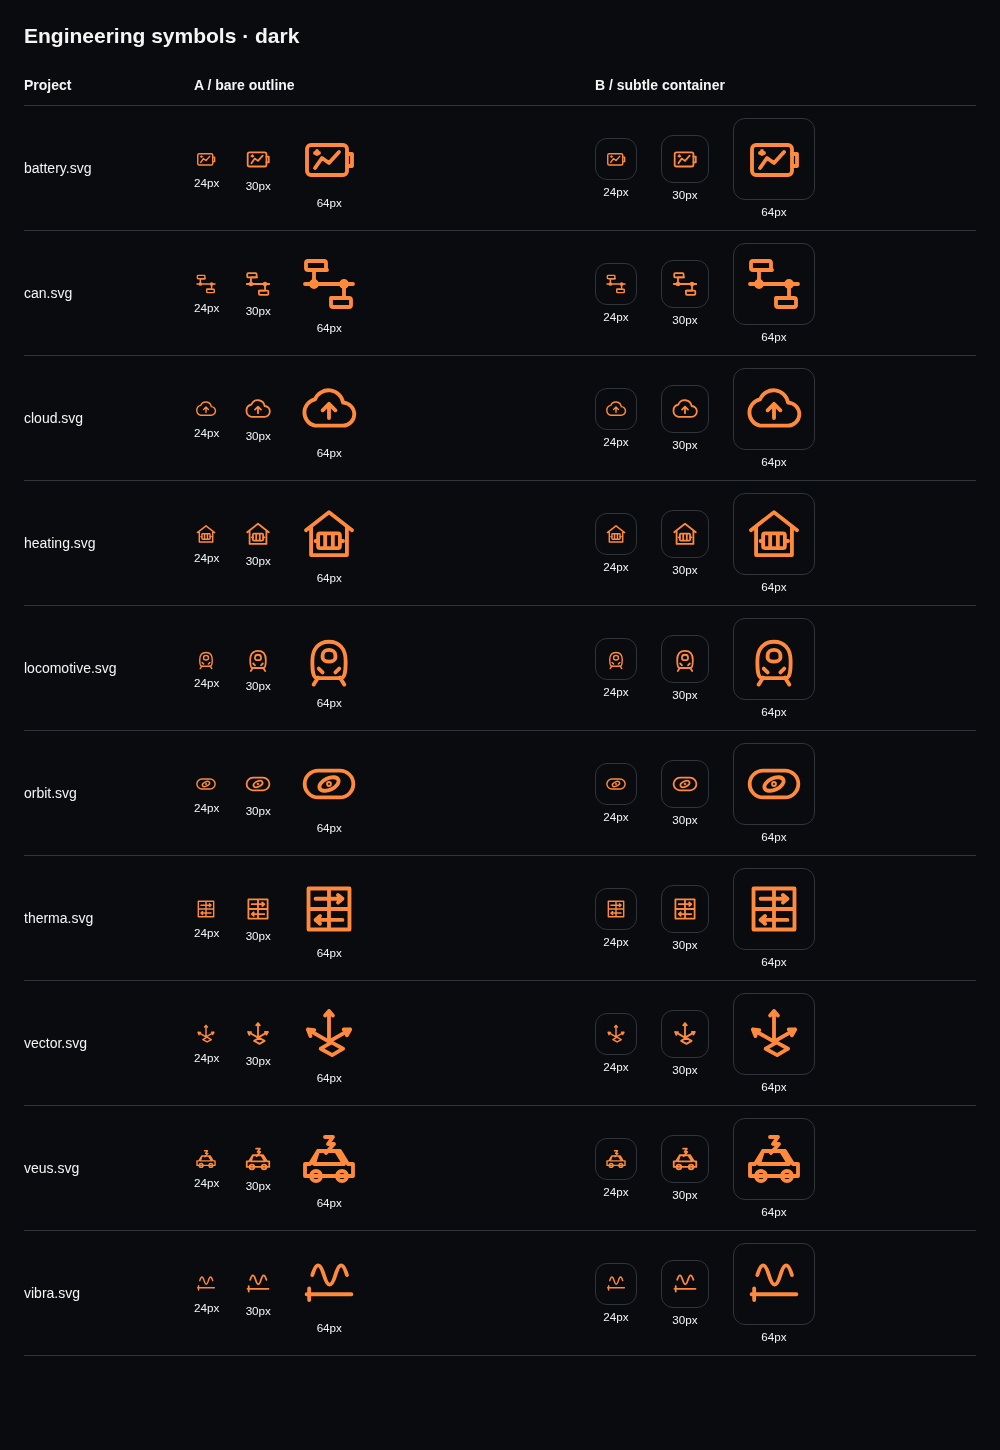 Engineering symbols · dark
Project A / bare outline B / subtle container
battery.svg 24px 30px 64px 24px 30px 64px
can.svg 24px 30px 64px 24px 30px 64px
cloud.svg 24px 30px 64px 24px 30px 64px
heating.svg 24px 30px 64px 24px 30px 64px
locomotive.svg 24px 30px 64px 24px 30px 64px
orbit.svg 24px 30px 64px 24px 30px 64px
therma.svg 24px 30px 64px 24px 30px 64px
vector.svg 24px 30px 64px 24px 30px 64px
veus.svg 24px 30px 64px 24px 30px 64px
vibra.svg 24px 30px 64px 24px 30px 64px